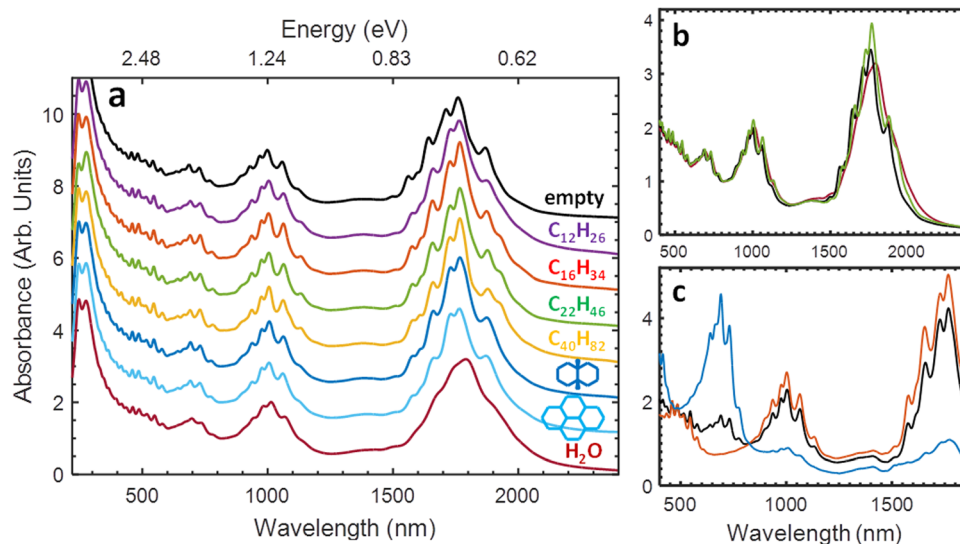 Energy (eV)
2.48 1.24 0.83 0.62
a
10
8
6
4
2
0
Absorbance (Arb. Units)
empty
C₁₂H₂₆
C₁₆H₃₄
C₂₂H₄₆
C₄₀H₈₂
H₂O
500 1000 1500 2000
Wavelength (nm)
b
4
3
2
1
0
500 1000 1500 2000
c
4
2
0
500 1000 1500
Wavelength (nm)